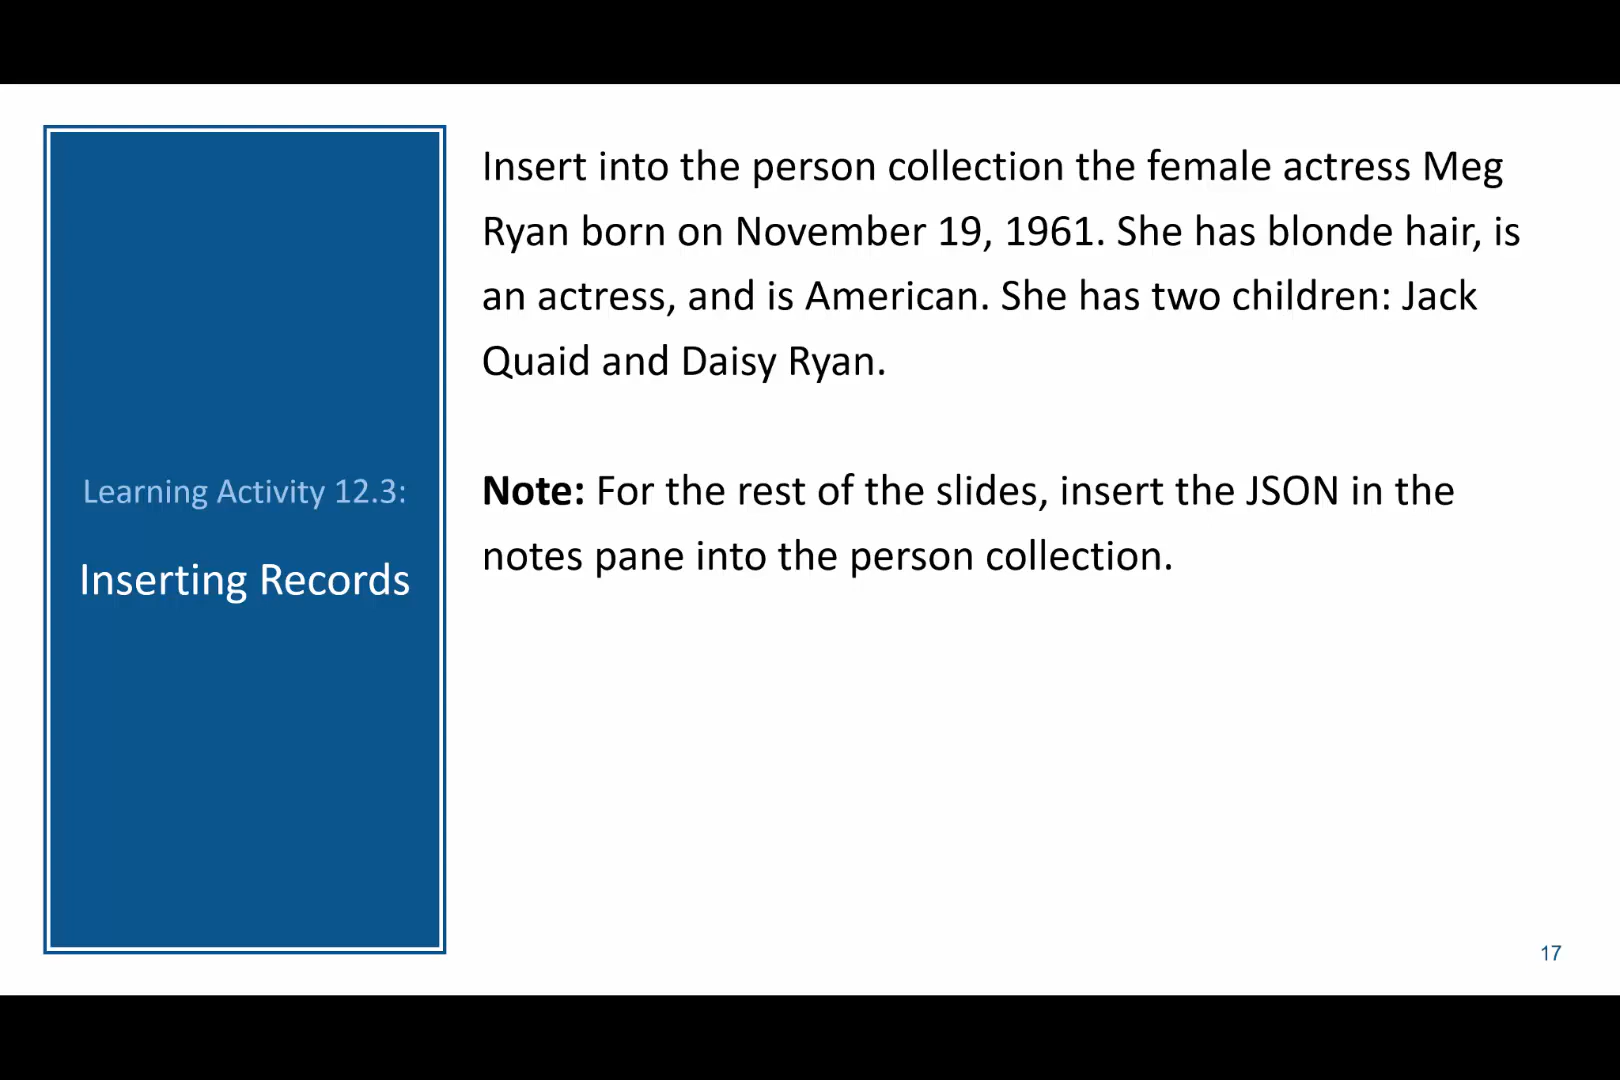 Learning Activity 12.3:
Inserting Records
Insert into the person collection the female actress Meg
Ryan born on November 19, 1961. She has blonde hair, is
an actress, and is American. She has two children: Jack
Quaid and Daisy Ryan.
Note: For the rest of the slides, insert the JSON in the
notes pane into the person collection.
17